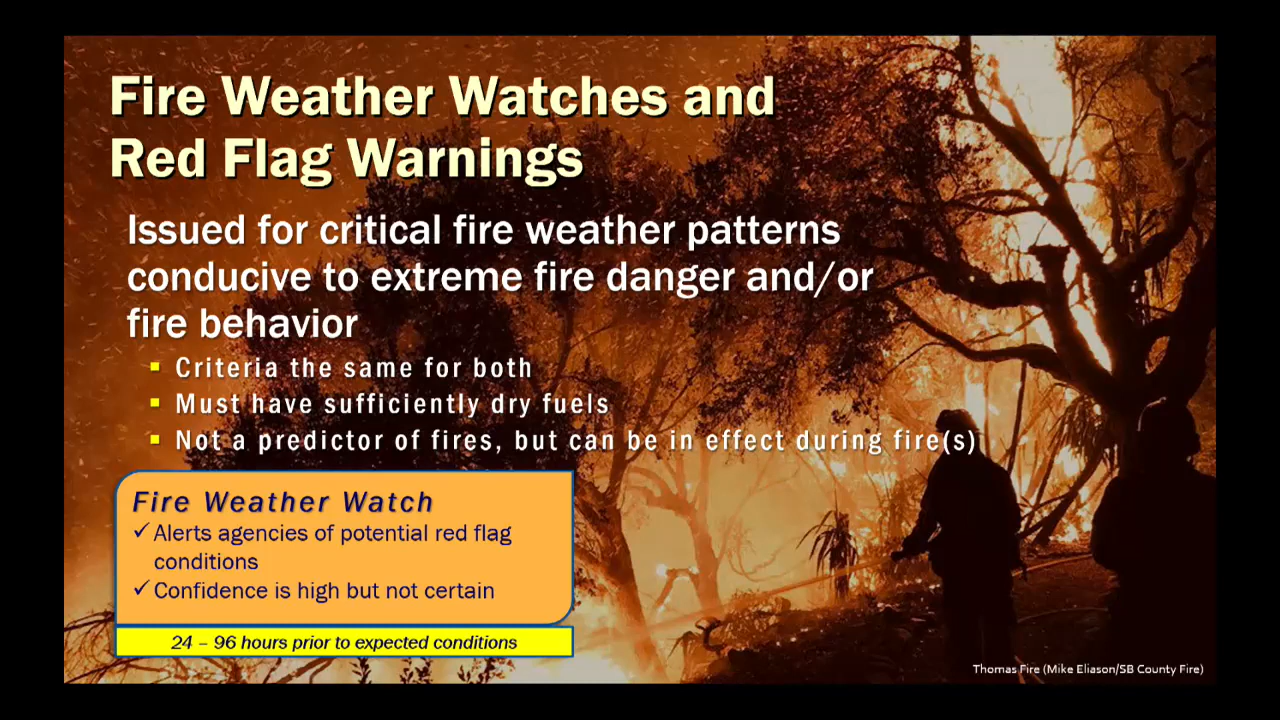 Fire Weather Watches and
Red Flag Warnings
Issued for critical fire weather patterns
conducive to extreme fire danger and/or
fire behavior
▪ Criteria the same for both
▪ Must have sufficiently dry fuels
▪ Not a predictor of fires, but can be in effect during fire(s)
Fire Weather Watch
✓ Alerts agencies of potential red flag
conditions
✓ Confidence is high but not certain
24 – 96 hours prior to expected conditions
Thomas Fire (Mike Eliason/SB County Fire)